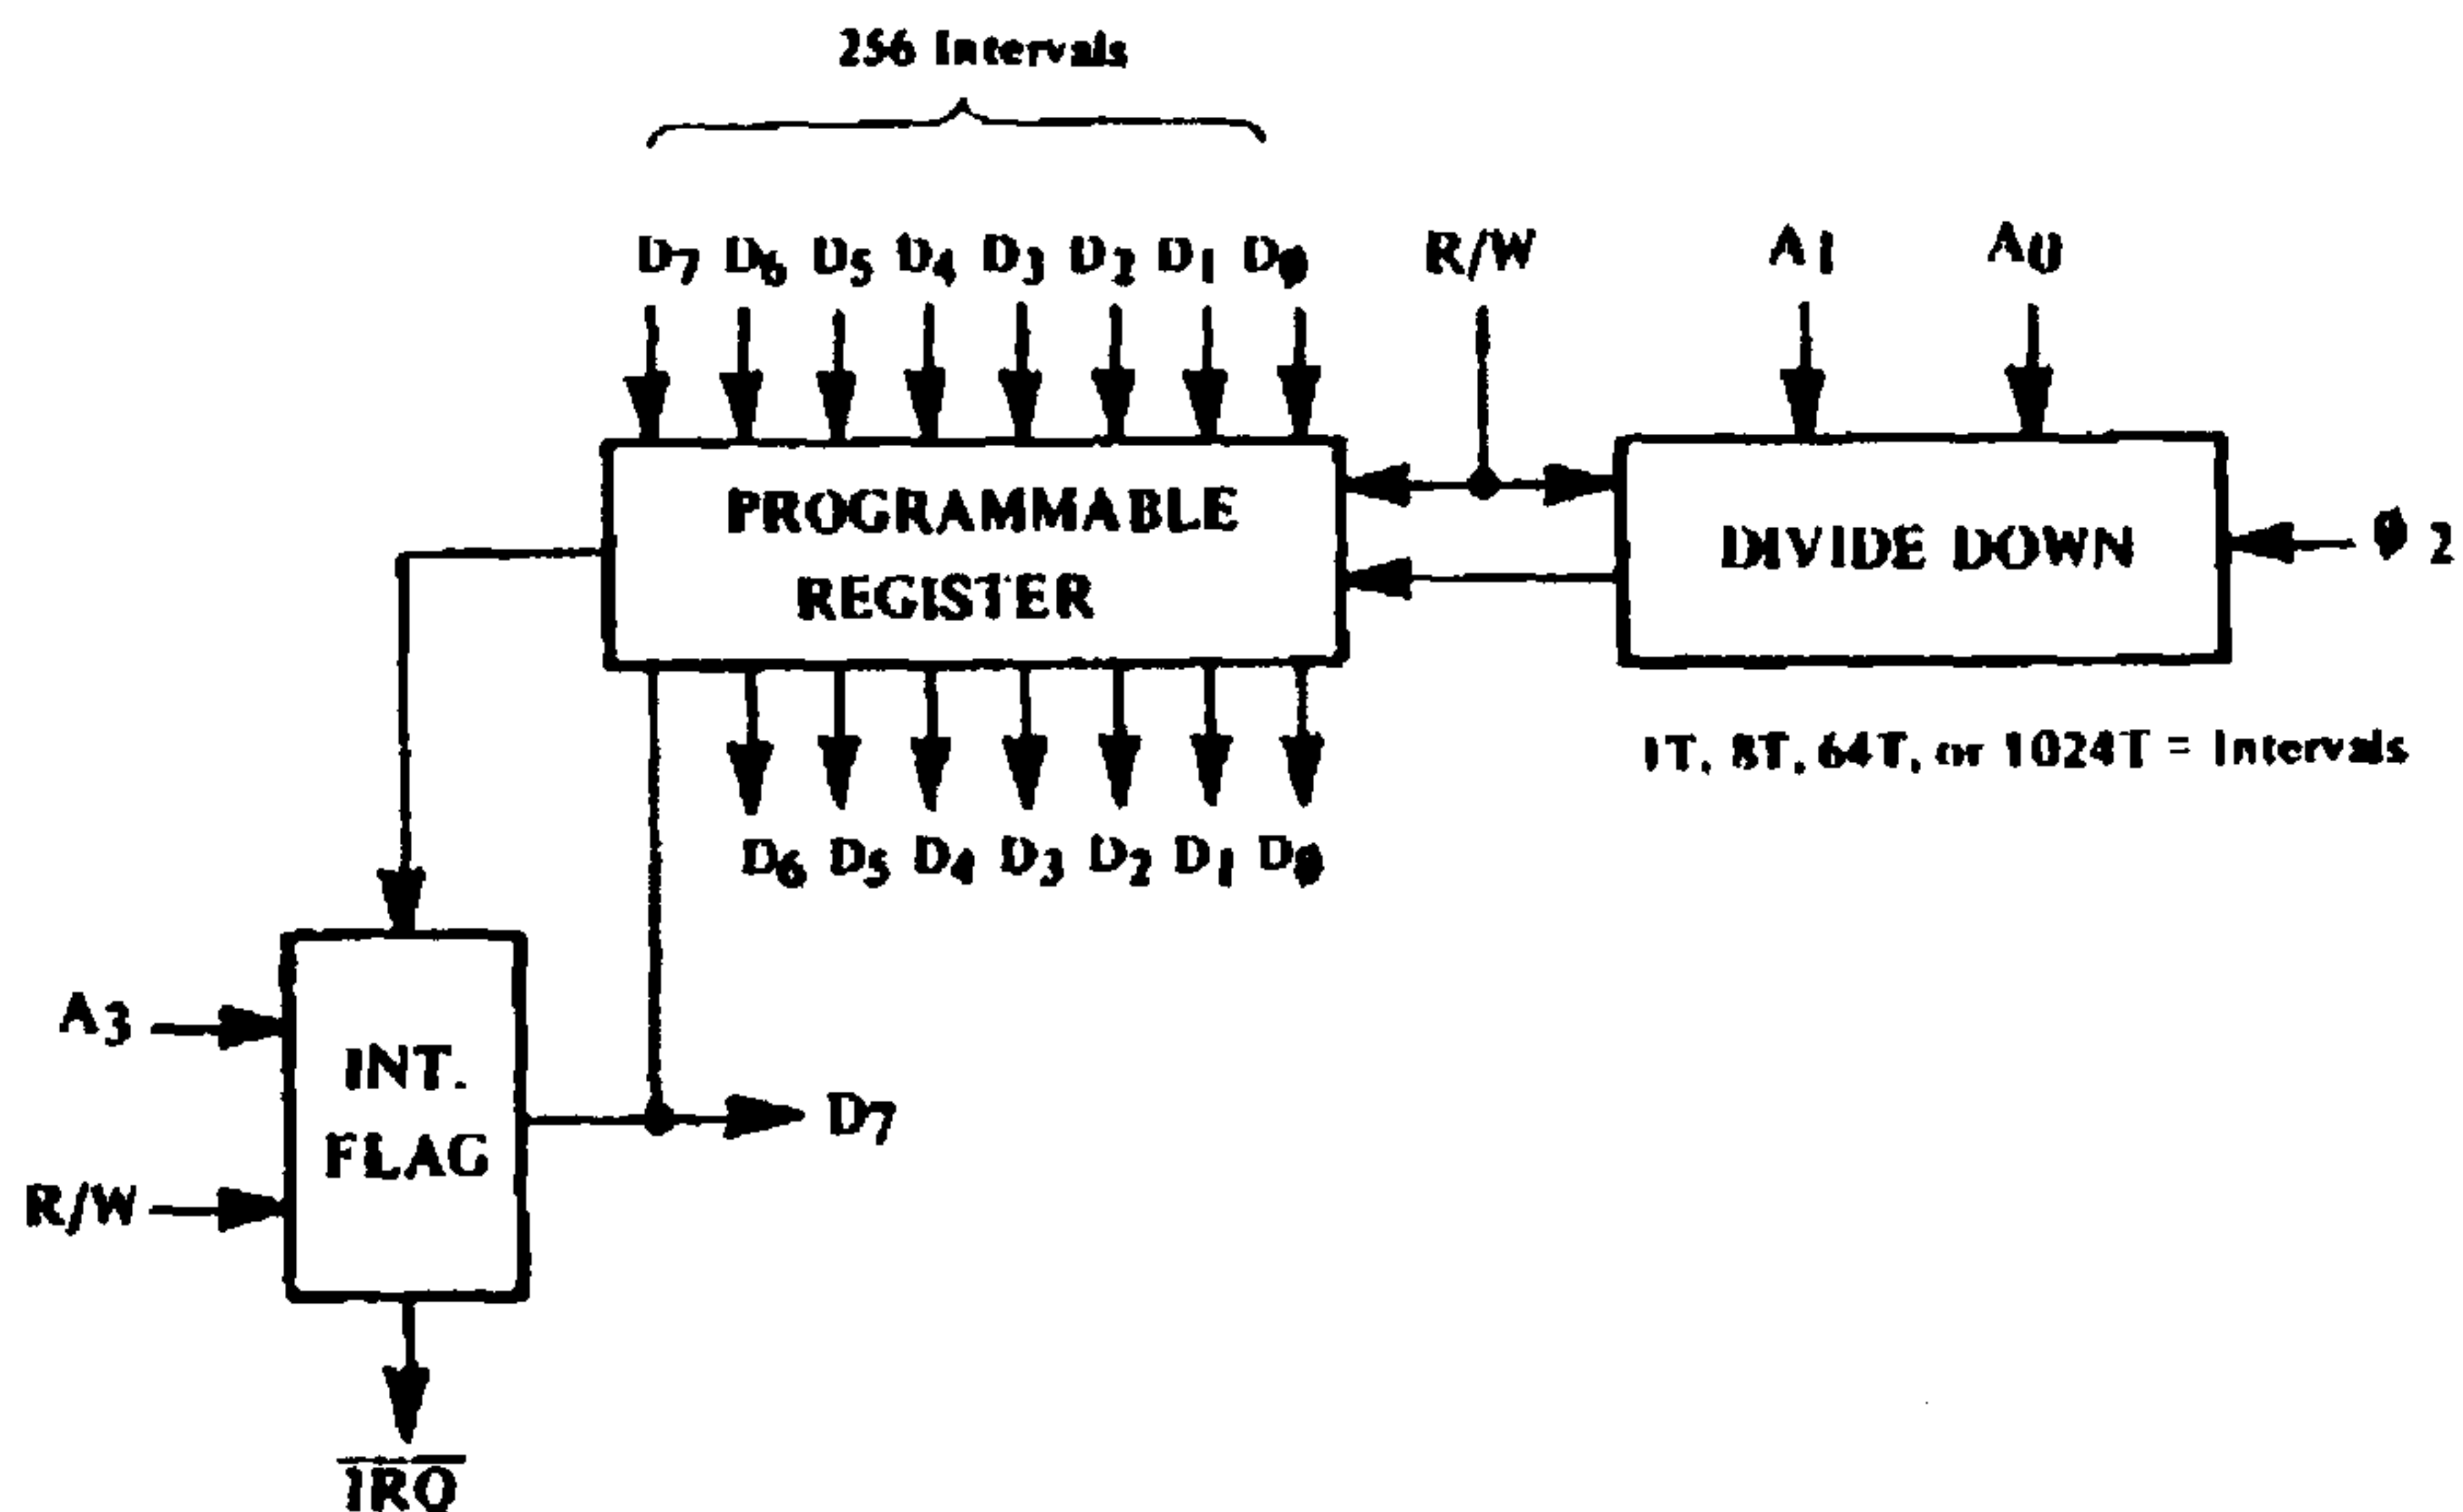 256 Intervals
D7 D6 D5 D4 D3 D2 D1 D0 R/W A1 A0
PROGRAMMABLE
REGISTER
DIVIDE DOWN
φ 2
1T, 8T, 64T, or 1024T = Intervals
D6 D5 D4 D3 D2 D1 D0
A3
INT.
FLAG
D7
R/W
IRQ